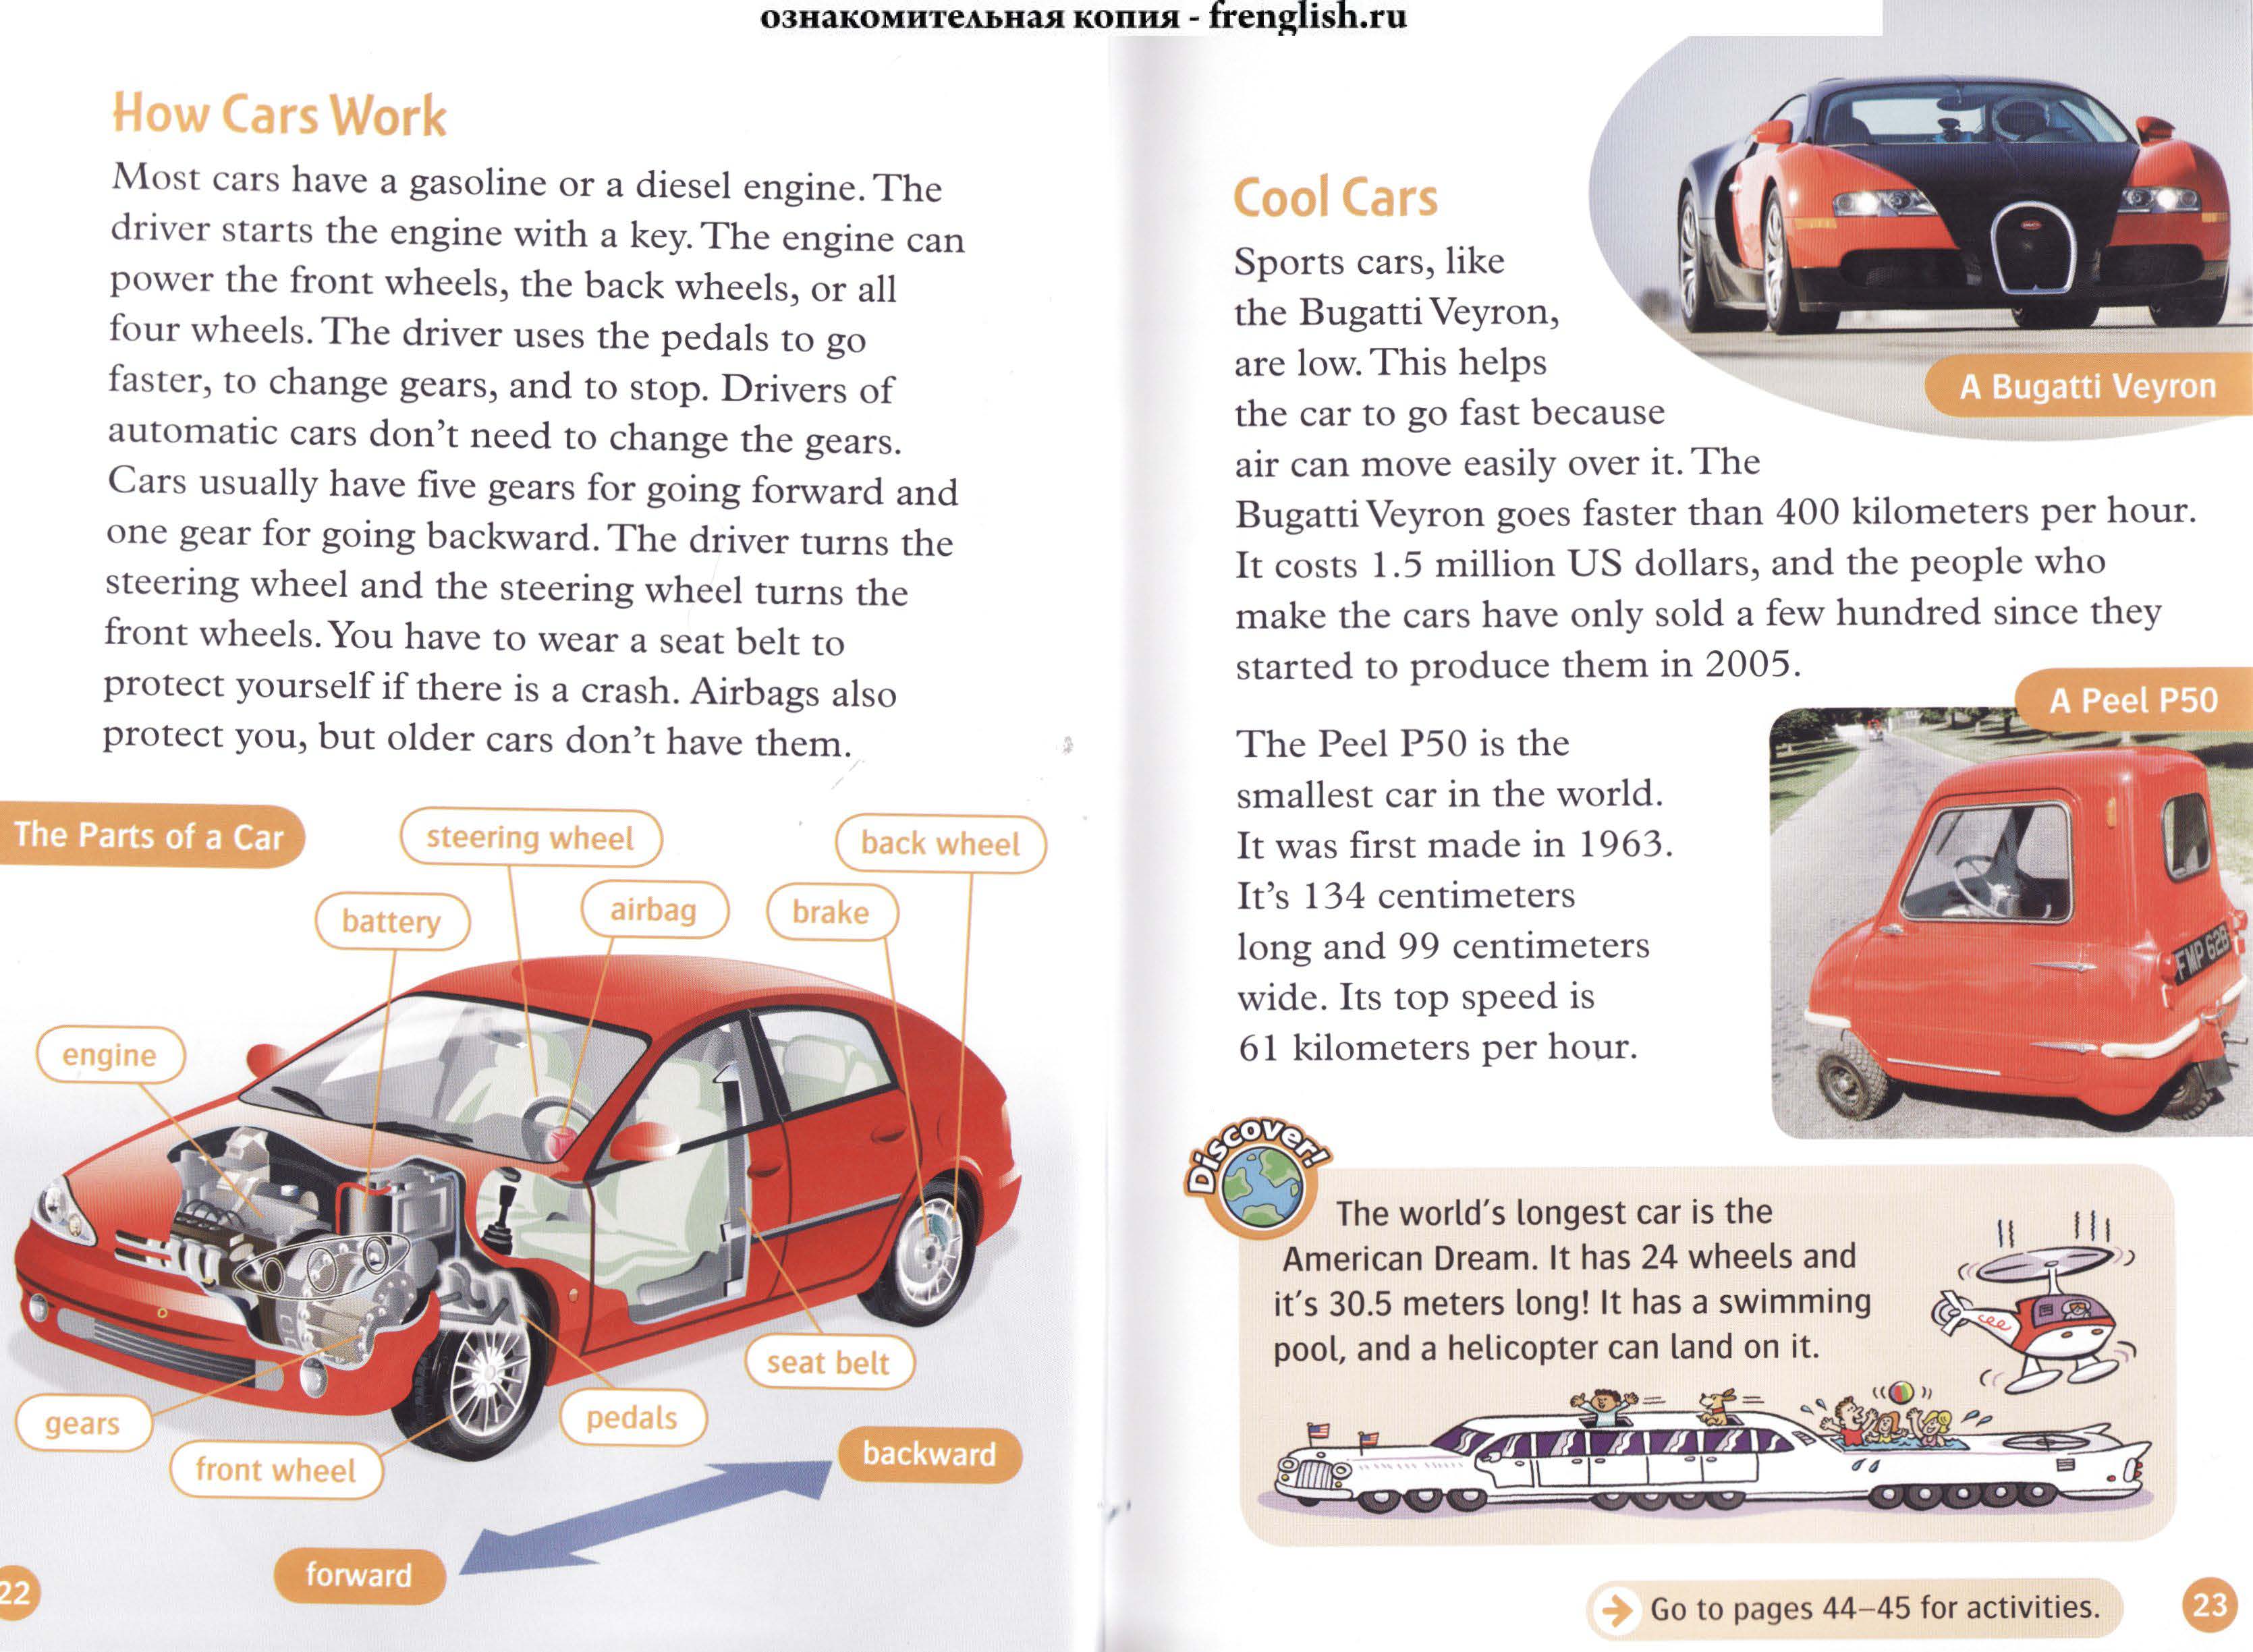 ознакомительная копия - frenglish.ru
How Cars Work
Most cars have a gasoline or a diesel engine. The
driver starts the engine with a key. The engine can
power the front wheels, the back wheels, or all
four wheels. The driver uses the pedals to go
faster, to change gears, and to stop. Drivers of
automatic cars don't need to change the gears.
Cars usually have five gears for going forward and
one gear for going backward. The driver turns the
steering wheel and the steering wheel turns the
front wheels. You have to wear a seat belt to
protect yourself if there is a crash. Airbags also
protect you, but older cars don't have them.
The Parts of a Car
steering wheel
back wheel
battery
airbag
brake
engine
seat belt
gears
pedals
front wheel
backward
forward
22
Cool Cars
Sports cars, like
the Bugatti Veyron,
are low. This helps
the car to go fast because
air can move easily over it. The
Bugatti Veyron goes faster than 400 kilometers per hour.
It costs 1.5 million US dollars, and the people who
make the cars have only sold a few hundred since they
started to produce them in 2005.
A Bugatti Veyron
The Peel P50 is the
smallest car in the world.
It was first made in 1963.
It's 134 centimeters
long and 99 centimeters
wide. Its top speed is
61 kilometers per hour.
A Peel P50
FMP 62B
Discover!
The world's longest car is the
American Dream. It has 24 wheels and
it's 30.5 meters long! It has a swimming
pool, and a helicopter can land on it.
Go to pages 44–45 for activities.
23